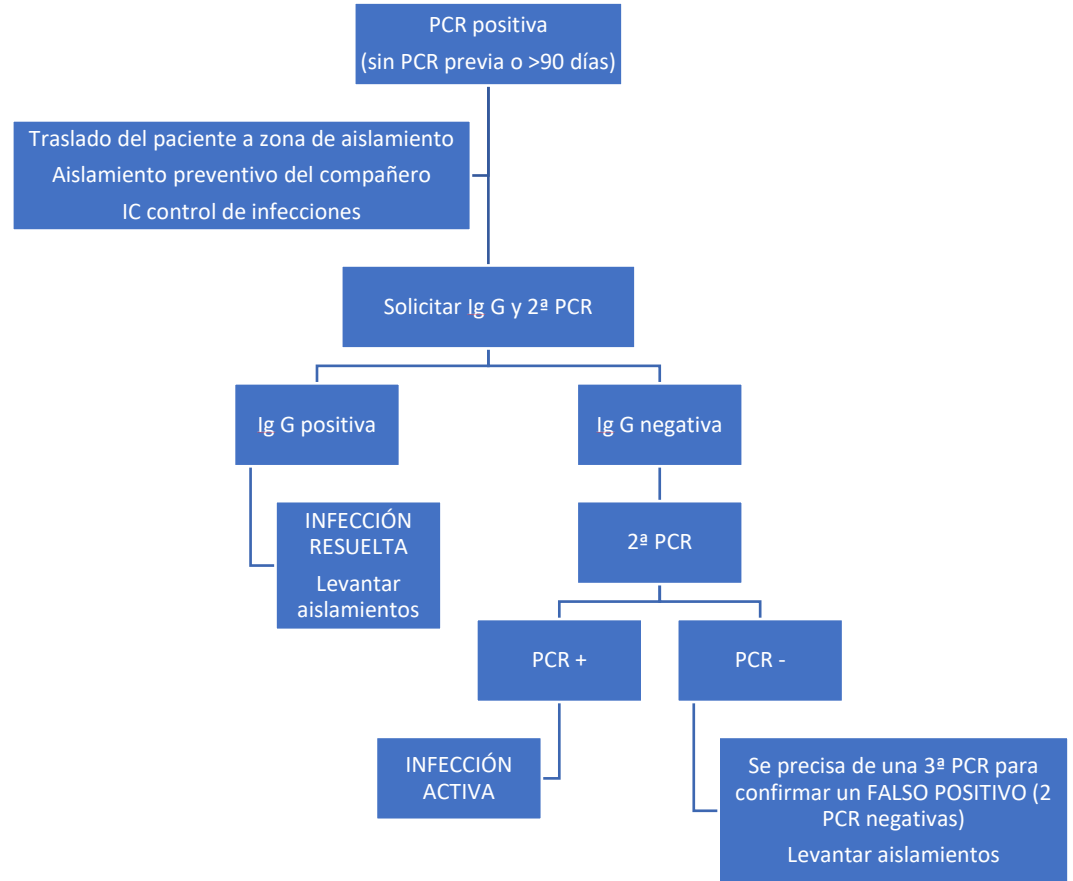 PCR positiva
(sin PCR previa o >90 días)
Traslado del paciente a zona de aislamiento
Aislamiento preventivo del compañero
IC control de infecciones
Solicitar Ig G y 2ª PCR
Ig G positiva
Ig G negativa
INFECCIÓN
RESUELTA
Levantar
aislamientos
2ª PCR
PCR +
PCR -
INFECCIÓN
ACTIVA
Se precisa de una 3ª PCR para
confirmar un FALSO POSITIVO (2
PCR negativas)
Levantar aislamientos